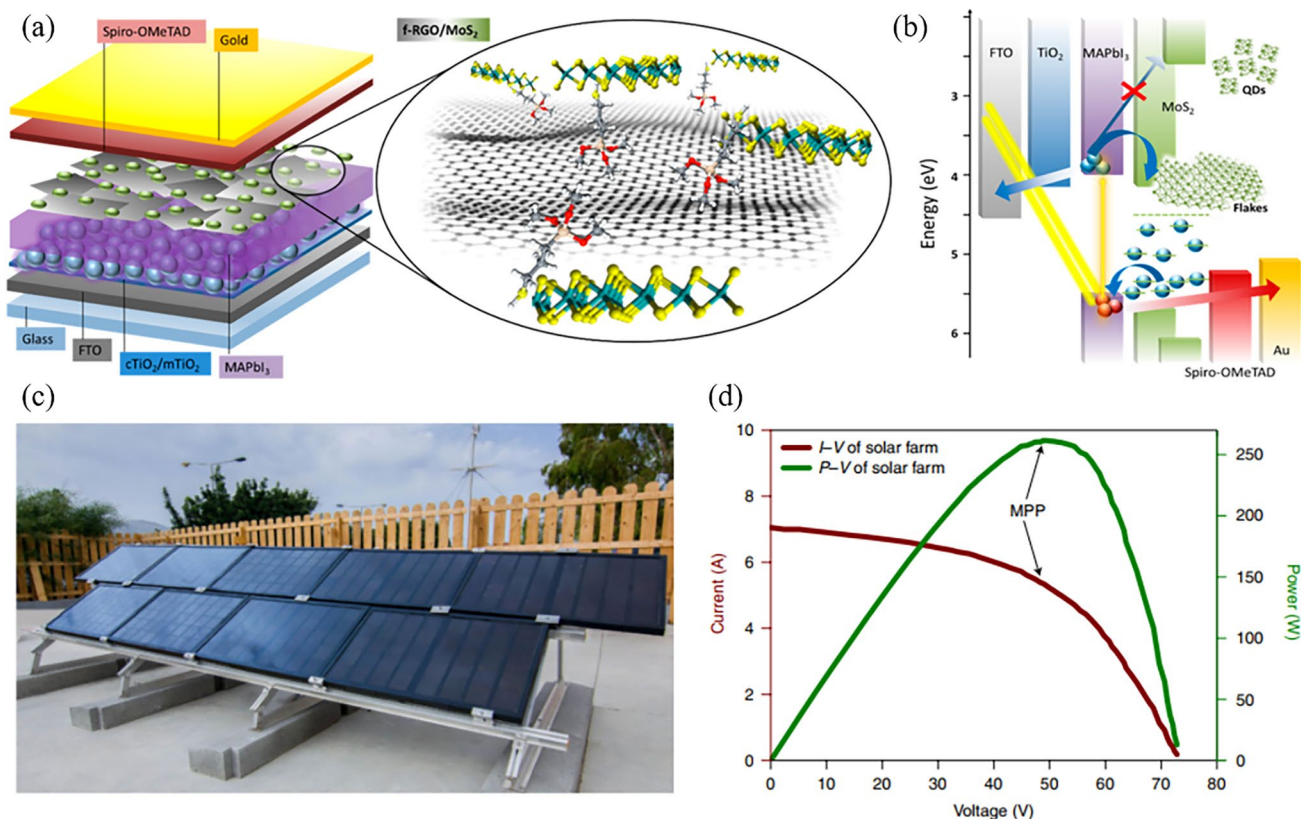 (a)
Spiro-OMeTAD
Gold
f-RGO/MoS₂
Glass
FTO
cTiO₂/mTiO₂
MAPbI₃
(b)
Energy (eV)
3
4
5
6
FTO
TiO₂
MAPbI₃
MoS₂
QDs
Flakes
Au
Spiro-OMeTAD
(c)
(d)
I–V of solar farm
P–V of solar farm
MPP
Current (A)
10
8
6
4
2
0
Power (W)
250
200
150
100
50
0
0 10 20 30 40 50 60 70 80
Voltage (V)